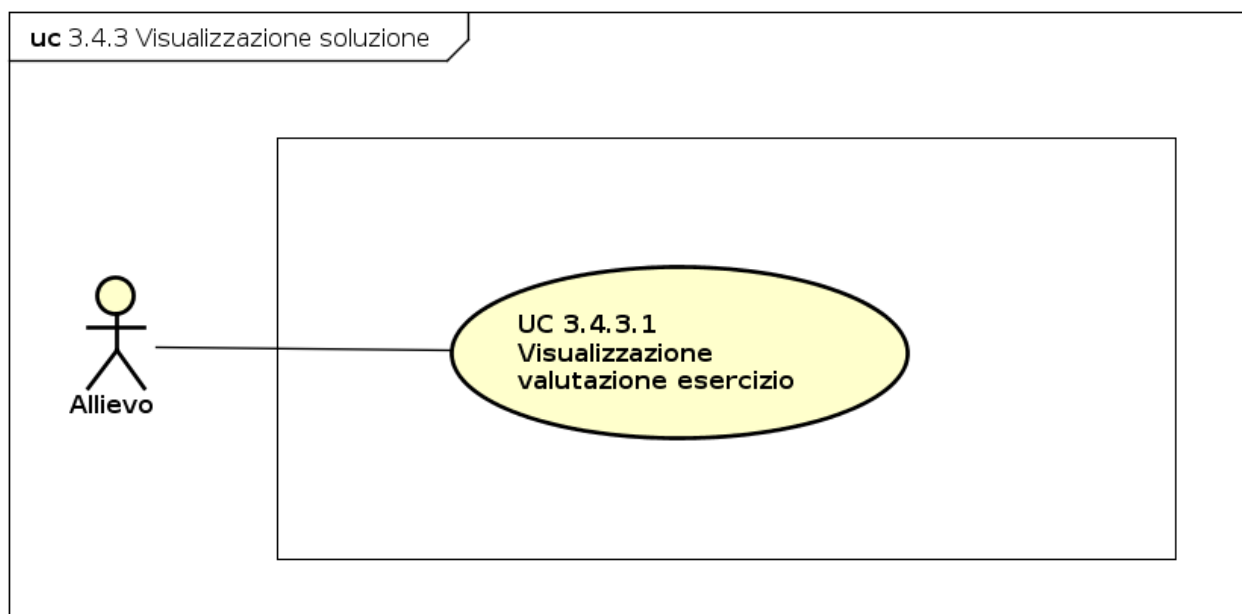 uc 3.4.3 Visualizzazione soluzione
UC 3.4.3.1
Visualizzazione
valutazione esercizio
Allievo